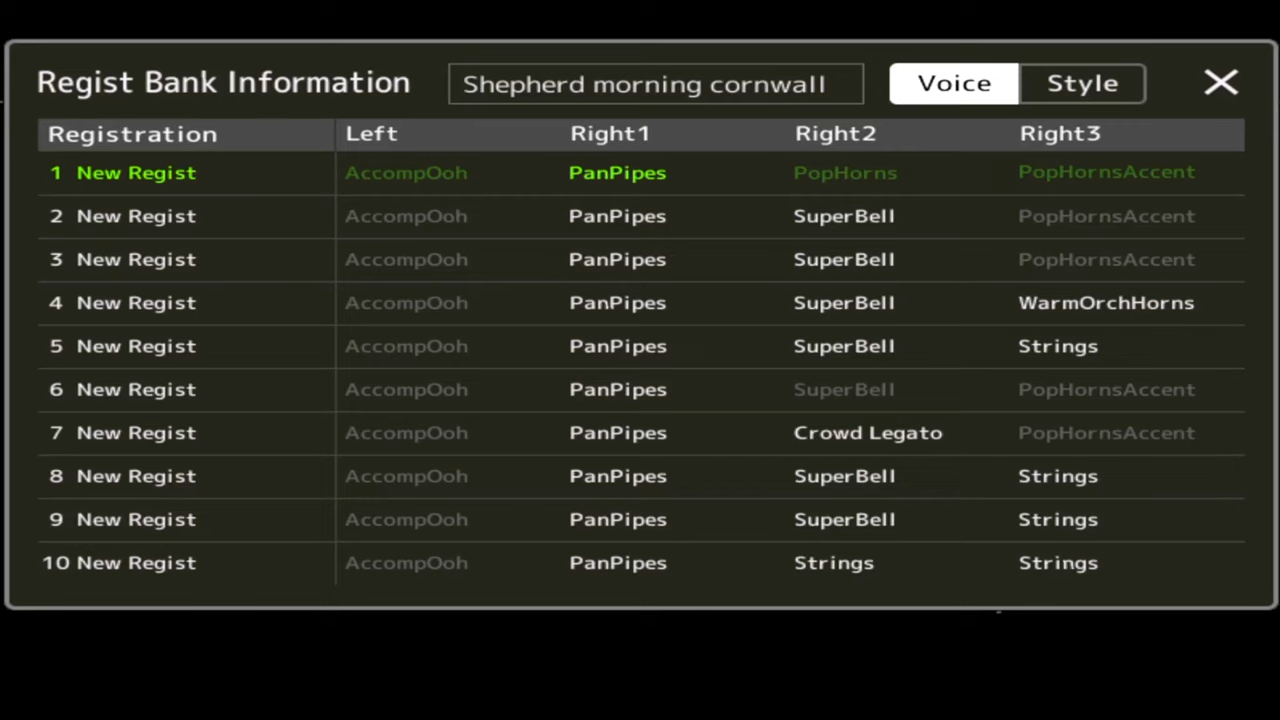 Regist Bank Information Shepherd morning cornwall Voice Style
Registration Left Right1 Right2 Right3
1 New Regist AccompOoh PanPipes PopHorns PopHornsAccent
2 New Regist AccompOoh PanPipes SuperBell PopHornsAccent
3 New Regist AccompOoh PanPipes SuperBell PopHornsAccent
4 New Regist AccompOoh PanPipes SuperBell WarmOrchHorns
5 New Regist AccompOoh PanPipes SuperBell Strings
6 New Regist AccompOoh PanPipes SuperBell PopHornsAccent
7 New Regist AccompOoh PanPipes Crowd Legato PopHornsAccent
8 New Regist AccompOoh PanPipes SuperBell Strings
9 New Regist AccompOoh PanPipes SuperBell Strings
10 New Regist AccompOoh PanPipes Strings Strings